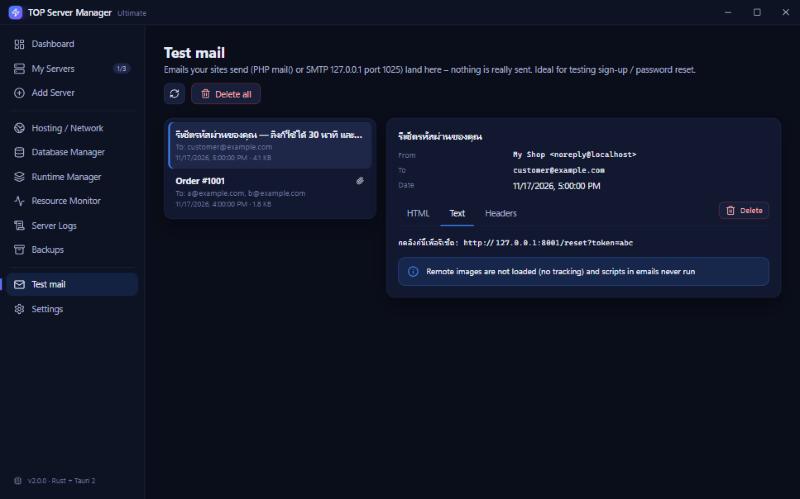 TOP Server Manager Ultimate
Dashboard
My Servers 1/3
Add Server
Hosting / Network
Database Manager
Runtime Manager
Resource Monitor
Server Logs
Backups
Test mail
Settings
v2.0.0 · Rust + Tauri 2
Test mail
Emails your sites send (PHP mail() or SMTP 127.0.0.1 port 1025) land here – nothing is really sent. Ideal for testing sign-up / password reset.
Delete all
รีเซ็ตรหัสผ่านของคุณ — ลิงก์ใช้ได้ 30 นาที และ...
To: customer@example.com
11/17/2026, 5:00:00 PM · 4.1 KB
Order #1001
To: a@example.com, b@example.com
11/17/2026, 4:00:00 PM · 1.8 KB
รีเซ็ตรหัสผ่านของคุณ
From My Shop <noreply@localhost>
To customer@example.com
Date 11/17/2026, 5:00:00 PM
HTML Text Headers Delete
กดลิงก์นี้เพื่อรีเซ็ต: http://127.0.0.1:8001/reset?token=abc
Remote images are not loaded (no tracking) and scripts in emails never run